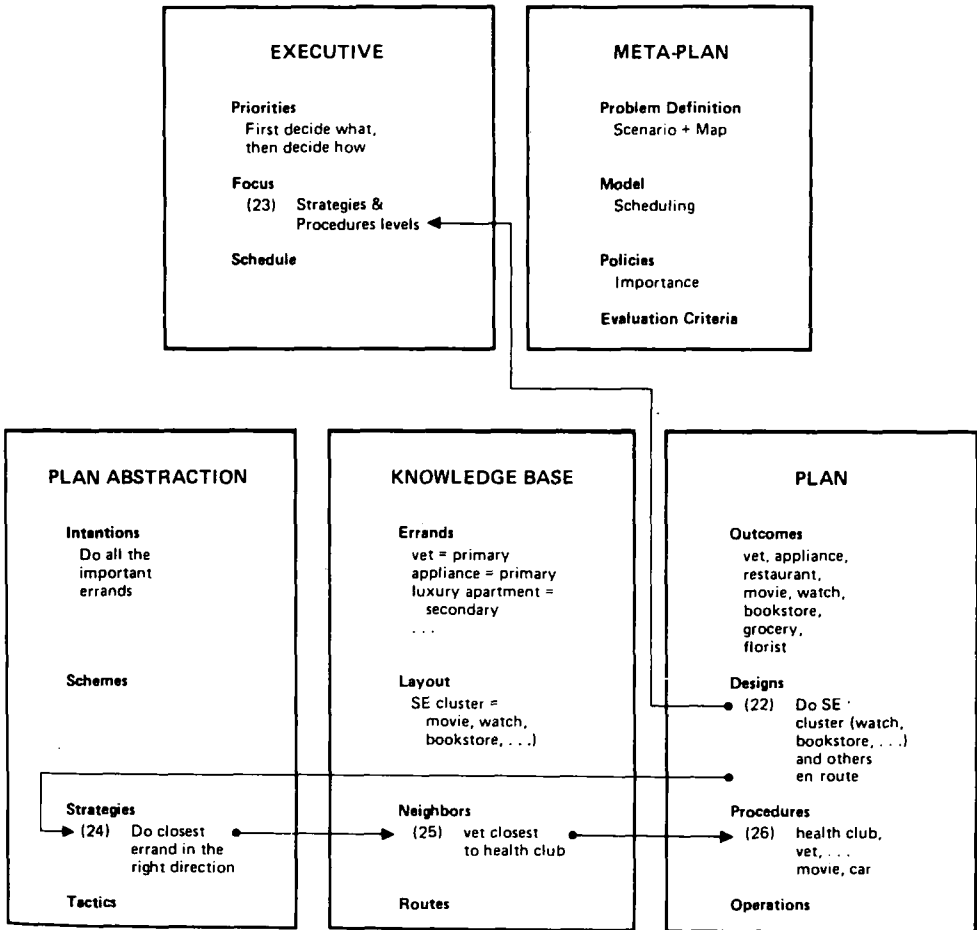 EXECUTIVE
Priorities
First decide what,
then decide how
Focus
(23) Strategies &
Procedures levels
Schedule
META-PLAN
Problem Definition
Scenario + Map
Model
Scheduling
Policies
Importance
Evaluation Criteria
PLAN ABSTRACTION
Intentions
Do all the
important
errands
Schemes
Strategies
(24) Do closest
errand in the
right direction
Tactics
KNOWLEDGE BASE
Errands
vet = primary
appliance = primary
luxury apartment =
secondary
. . .
Layout
SE cluster =
movie, watch,
bookstore, . . .)
Neighbors
(25) vet closest
to health club
Routes
PLAN
Outcomes
vet, appliance,
restaurant,
movie, watch,
bookstore,
grocery,
florist
Designs
(22) Do SE
cluster (watch,
bookstore, . . .)
and others
en route
Procedures
(26) health club,
vet, . . .
movie, car
Operations